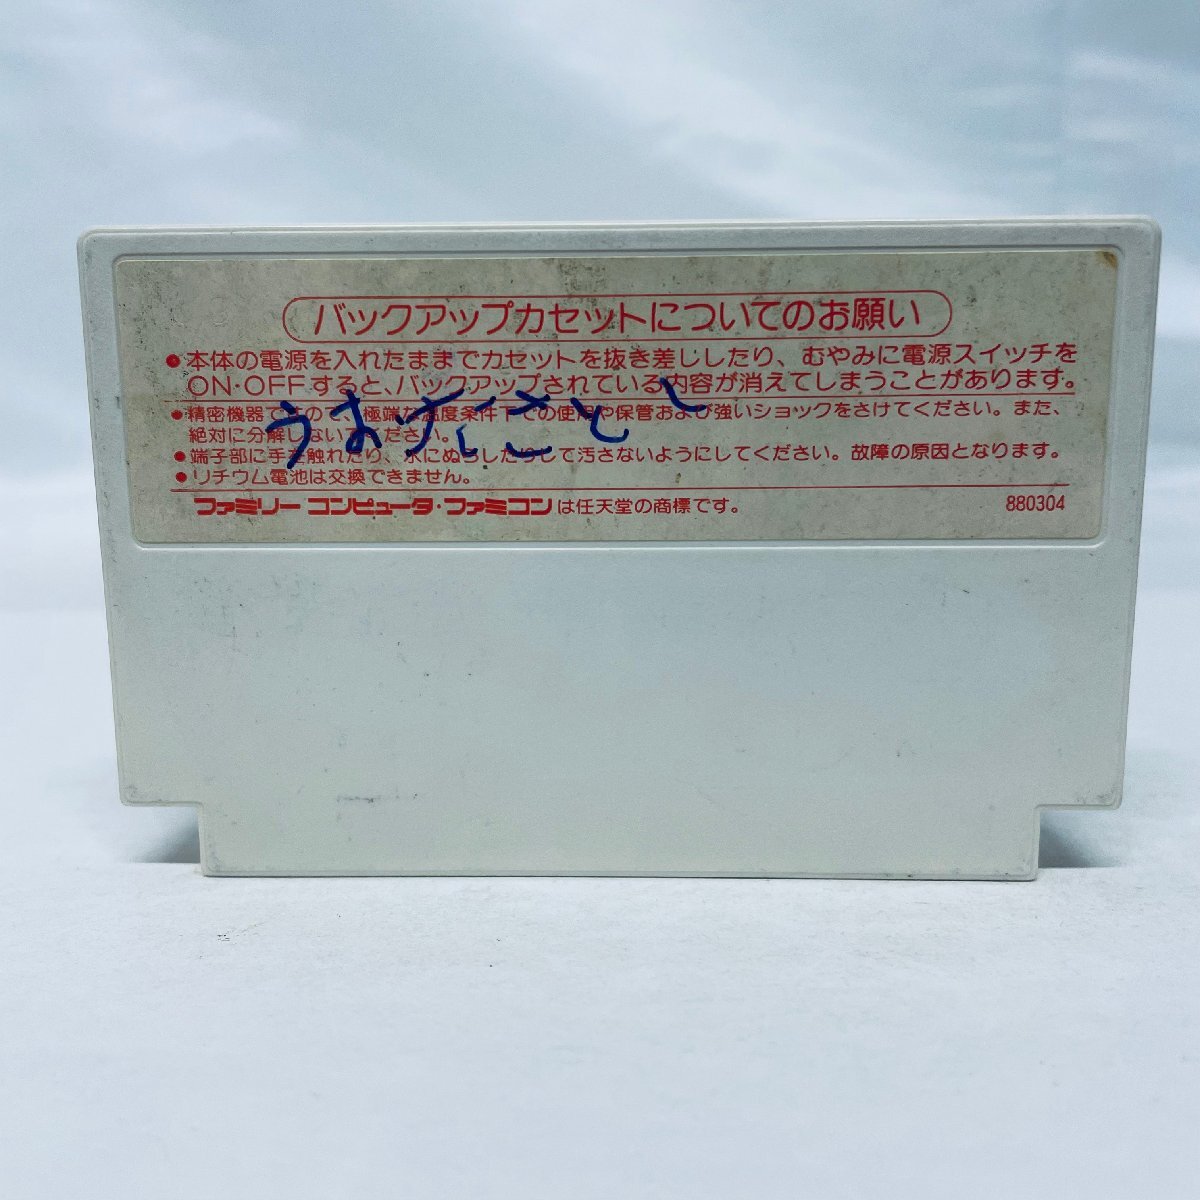 バックアップカセットについてのお願い
●本体の電源を入れたままでカセットを抜き差ししたり、むやみに電源スイッチを
ON・OFFすると、バックアップされている内容が消えてしまうことがあります。
●精密機器ですので、極端な温度条件下での使用や保管および強いショックをさけてください。また、
絶対に分解しないでください。
●端子部に手を触れたり、水にぬらしたりして汚さないようにしてください。故障の原因となります。
●リチウム電池は交換できません。
ファミリーコンピュータ・ファミコンは任天堂の商標です。
880304